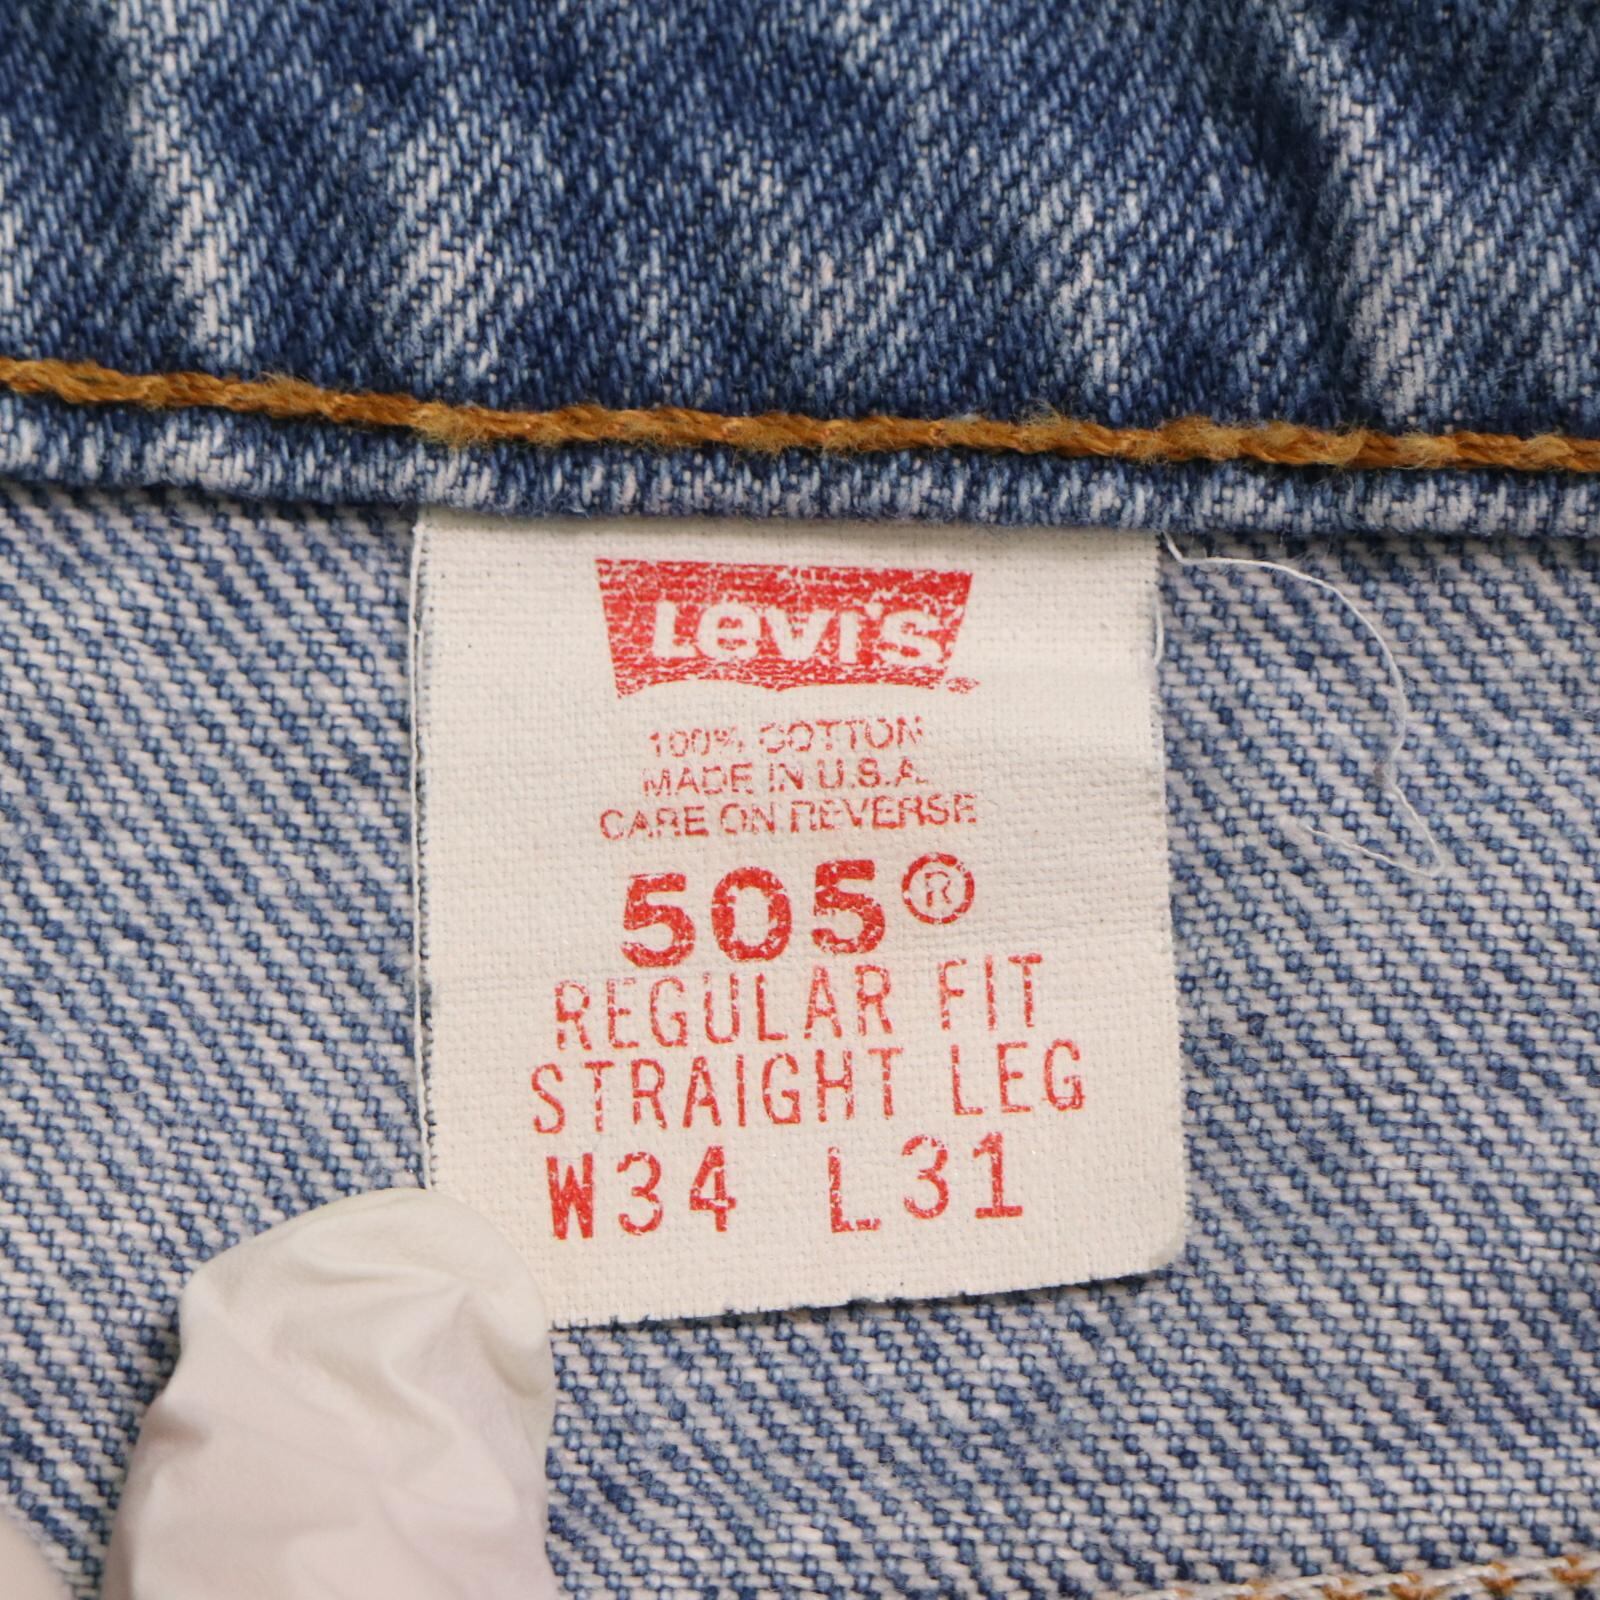 Levi's®
100% COTTON
MADE IN U.S.A.
CARE ON REVERSE
505®
REGULAR FIT
STRAIGHT LEG
W34 L31